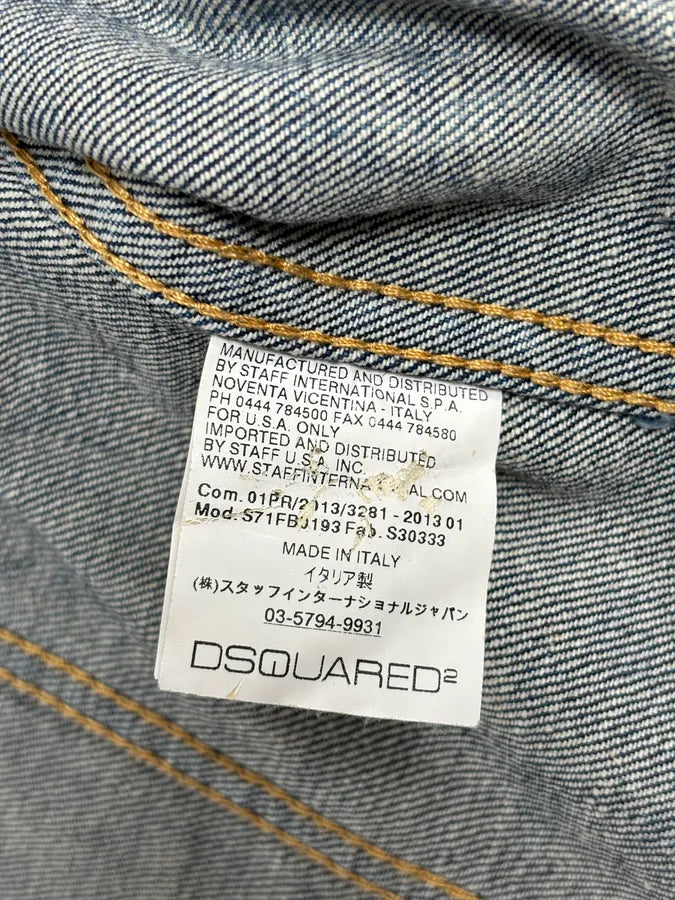 MANUFACTURED AND DISTRIBUTED
BY STAFF INTERNATIONAL S.P.A.
NOVENTA VICENTINA - ITALY
PH 0444 784500 FAX 0444 784580
FOR U.S.A. ONLY
IMPORTED AND DISTRIBUTED
BY STAFF U.S.A. INC.
WWW.STAFFINTERNATIONAL.COM
Com. 01PR/2013/3281 - 2013 01
Mod. S71FB0193 Fab. S30333
MADE IN ITALY
イタリア製
(株)スタッフインターナショナルジャパン
03-5794-9931
DSQUARED2